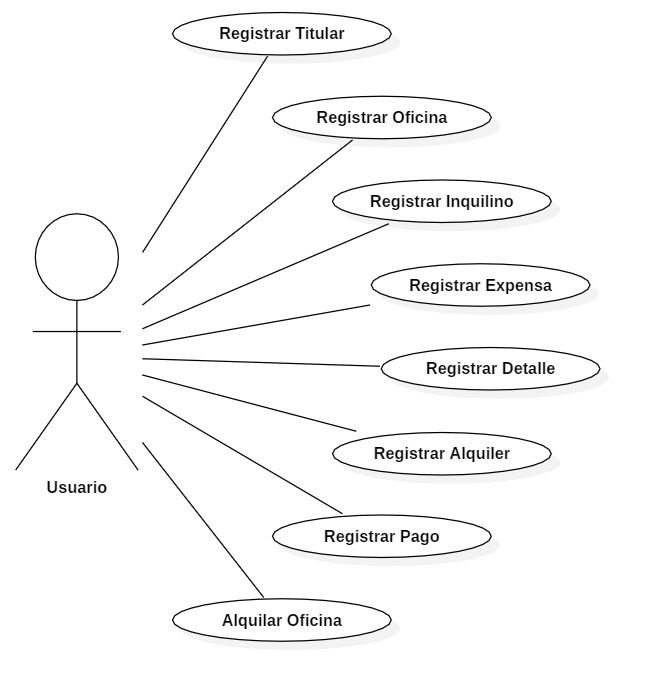 Registrar Titular
Registrar Oficina
Registrar Inquilino
Registrar Expensa
Registrar Detalle
Registrar Alquiler
Usuario
Registrar Pago
Alquilar Oficina